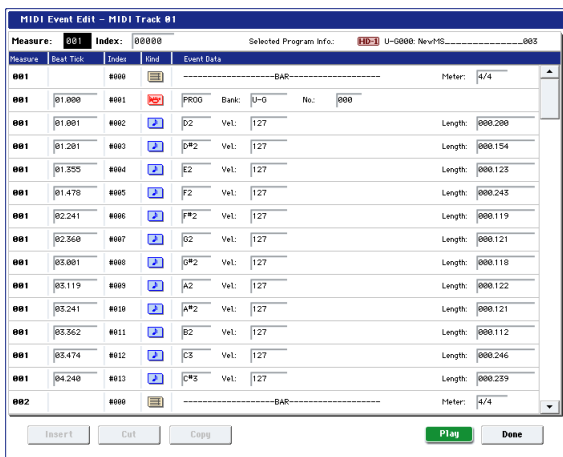 MIDI Event Edit - MIDI Track 01
Measure: 001 Index: 00000 Selected Program Info.: HD-1 U-G000: NewMS_______________003
Measure Beat Tick Index Kind Event Data
001 #000 --------------------BAR-------------------- Meter: 4/4
001 01.000 #001 PROG Bank: U-G No.: 000
001 01.001 #002 D2 Vel.: 127 Length: 000.200
001 01.201 #003 D#2 Vel.: 127 Length: 000.154
001 01.355 #004 E2 Vel.: 127 Length: 000.123
001 01.478 #005 F2 Vel.: 127 Length: 000.243
001 02.241 #006 F#2 Vel.: 127 Length: 000.119
001 02.360 #007 G2 Vel.: 127 Length: 000.121
001 03.001 #008 G#2 Vel.: 127 Length: 000.118
001 03.119 #009 A2 Vel.: 127 Length: 000.122
001 03.241 #010 A#2 Vel.: 127 Length: 000.121
001 03.362 #011 B2 Vel.: 127 Length: 000.112
001 03.474 #012 C3 Vel.: 127 Length: 000.246
001 04.240 #013 C#3 Vel.: 127 Length: 000.239
002 #000 --------------------BAR-------------------- Meter: 4/4
Insert Cut Copy Play Done